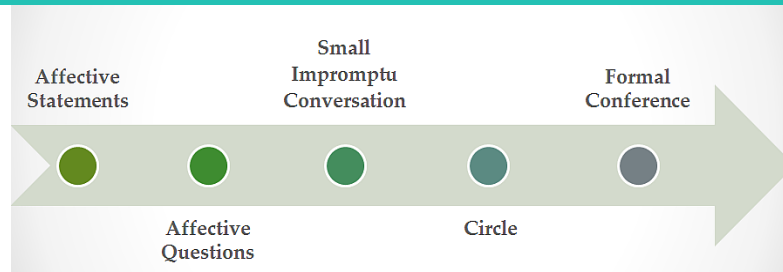 Affective
Statements
Affective
Questions
Small
Impromptu
Conversation
Circle
Formal
Conference